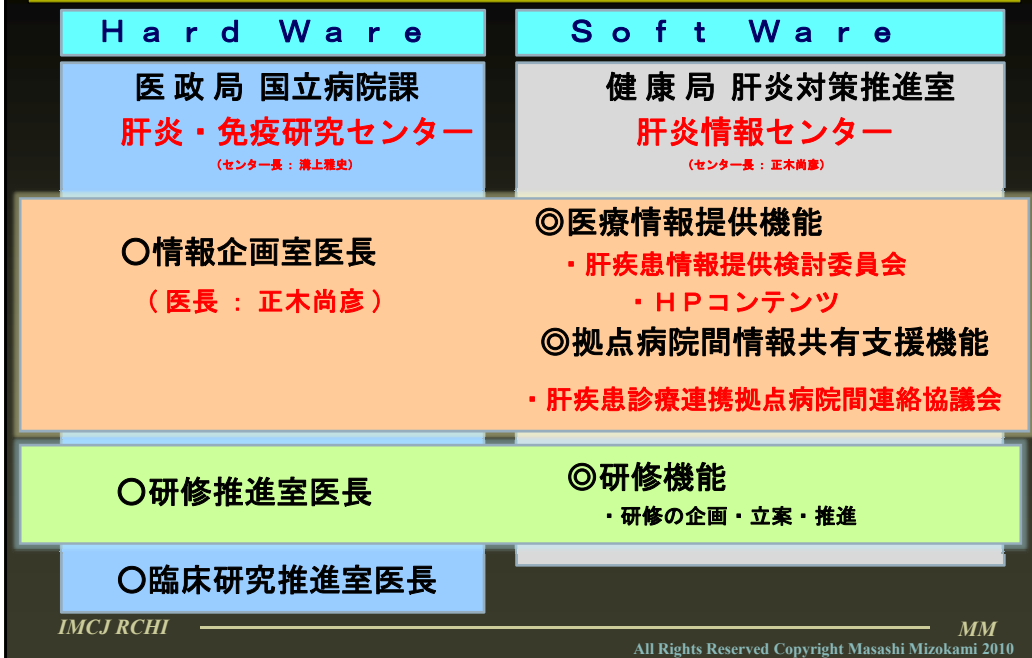 Hard Ware
Soft Ware
医政局 国立病院課
肝炎・免疫研究センター
(センター長:溝上雅史)
健康局 肝炎対策推進室
肝炎情報センター
(センター長:正木尚彦)
○情報企画室医長
(医長:正木尚彦)
◎医療情報提供機能
・肝疾患情報提供検討委員会
・HPコンテンツ
◎拠点病院間情報共有支援機能
・肝疾患診療連携拠点病院間連絡協議会
○研修推進室医長
◎研修機能
・研修の企画・立案・推進
○臨床研究推進室医長
IMCJ RCHI
MM
All Rights Reserved Copyright Masashi Mizokami 2010